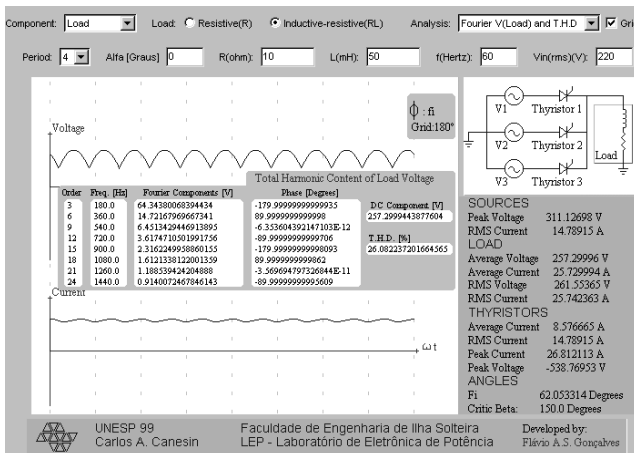 Component: Load Load: Resistive(R) Inductive-resistive(RL) Analysis: Fourier V(Load) and T.H.D Gri
Period: 4 Alfa [Graus] 0 R(ohm): 10 L(mH): 50 f(Hertz): 60 Vin(rms)(V): 220
ϕ : fi
Grid:180°
Voltage
Total Harmonic Content of Load Voltage
Order Freq. [Hz] Fourier Components [V] Phase [Degrees] DC Component [V]
3 180.0 64.34380068394434 -179.99999999999935 257.2999443877604
6 360.0 14.72167969667341 89.999999999998
9 540.0 6.4513429446913895 -6.353604392147103E-12 T.H.D. [%]
12 720.0 3.6174710501991756 -89.99999999999706 26.082237201664565
15 900.0 2.3162249958860155 -179.99999999998093
18 1080.0 1.6121338122001359 89.99999999999862
21 1260.0 1.188539424204888 -3.569694797326844E-11
24 1440.0 0.9140072467846143 -89.99999999995609
Current
ω t
V1 Thyristor 1
V2 Thyristor 2
Load
V3 Thyristor 3
SOURCES
Peak Voltage 311.12698 V
RMS Current 14.78915 A
LOAD
Average Voltage 257.29996 V
Average Current 25.729994 A
RMS Voltage 261.55365 V
RMS Current 25.742363 A
THYRISTORS
Average Current 8.576665 A
RMS Current 14.78915 A
Peak Current 26.812113 A
Peak Voltage -538.76953 V
ANGLES
Fi 62.053314 Degrees
Critic Beta: 150.0 Degrees
UNESP 99 Faculdade de Engenharia de Ilha Solteira Developed by:
Carlos A. Canesin LEP - Laboratório de Eletrônica de Potência Flávio A.S. Gonçalves